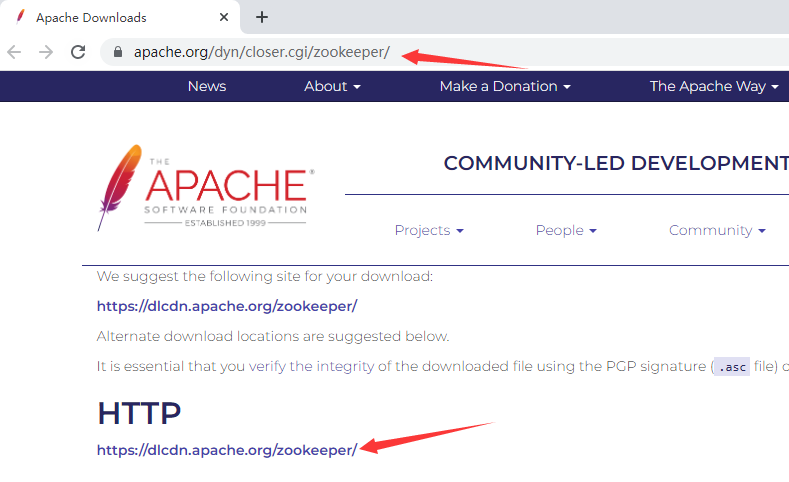 Apache Downloads
apache.org/dyn/closer.cgi/zookeeper/
News About Make a Donation The Apache Way
THE
APACHE®
SOFTWARE FOUNDATION
ESTABLISHED 1999
COMMUNITY-LED DEVELOPMENT
Projects People Community
We suggest the following site for your download:
https://dlcdn.apache.org/zookeeper/
Alternate download locations are suggested below.
It is essential that you verify the integrity of the downloaded file using the PGP signature (.asc file)
HTTP
https://dlcdn.apache.org/zookeeper/